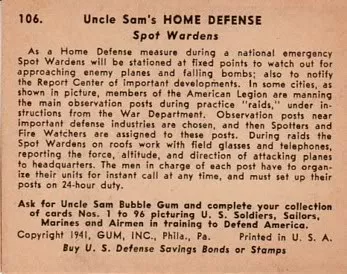 106. Uncle Sam's HOME DEFENSE
Spot Wardens
As a Home Defense measure during a national emergency
Spot Wardens will be stationed at fixed points to watch out for
approaching enemy planes and falling bombs; also to notify
the Report Center of important developments. In some cities, as
shown in picture, members of the American Legion are manning
the main observation posts during practice "raids," under in-
structions from the War Department. Observation posts near
important defense industries are chosen, and then Spotters and
Fire Watchers are assigned to these posts. During raids the
Spot Wardens on roofs work with field glasses and telephones,
reporting the force, altitude, and direction of attacking planes
to headquarters. The men in charge of each post have to organ-
ize their units for instant call at any time, and must set up their
posts on 24-hour duty.
Ask for Uncle Sam Bubble Gum and complete your collection
of cards Nos. 1 to 96 picturing U. S. Soldiers, Sailors,
Marines and Airmen in training to Defend America.
Copyright 1941, GUM, INC., Phila., Pa. Printed in U. S. A.
Buy U. S. Defense Savings Bonds or Stamps